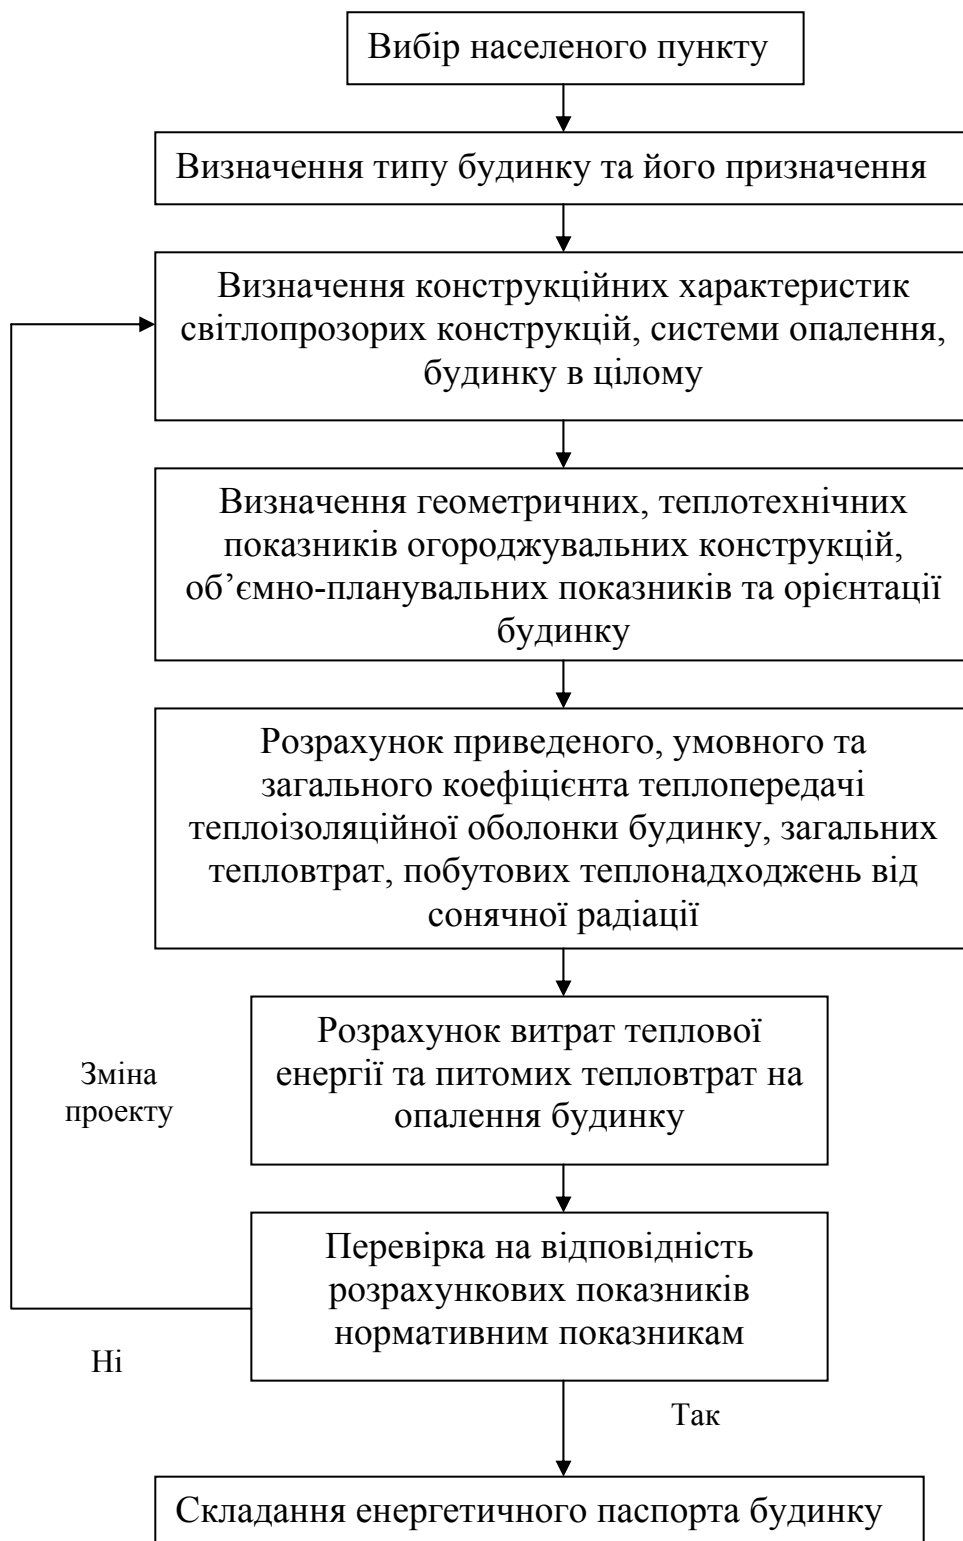 Вибір населеного пункту
Визначення типу будинку та його призначення
Визначення конструкційних характеристик
світлопрозорих конструкцій, системи опалення,
будинку в цілому
Визначення геометричних, теплотехнічних
показників огороджувальних конструкцій,
об’ємно-планувальних показників та орієнтації
будинку
Розрахунок приведеного, умовного та
загального коефіцієнта теплопередачі
теплоізоляційної оболонки будинку, загальних
тепловтрат, побутових теплонадходжень від
сонячної радіації
Розрахунок витрат теплової
енергії та питомих тепловтрат на
опалення будинку
Зміна
проекту
Перевірка на відповідність
розрахункових показників
нормативним показникам
Ні
Так
Складання енергетичного паспорта будинку